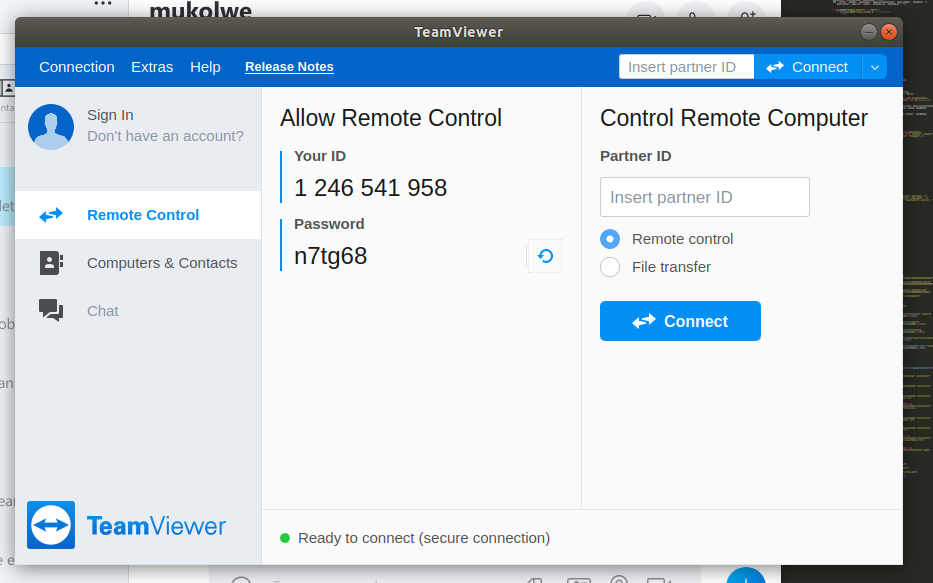 mukolwe
TeamViewer
Connection Extras Help Release Notes Insert partner ID Connect
Sign In
Don't have an account?
Remote Control
Computers & Contacts
Chat
TeamViewer
Allow Remote Control
Your ID
1 246 541 958
Password
n7tg68
Control Remote Computer
Partner ID
Insert partner ID
Remote control
File transfer
Connect
Ready to connect (secure connection)